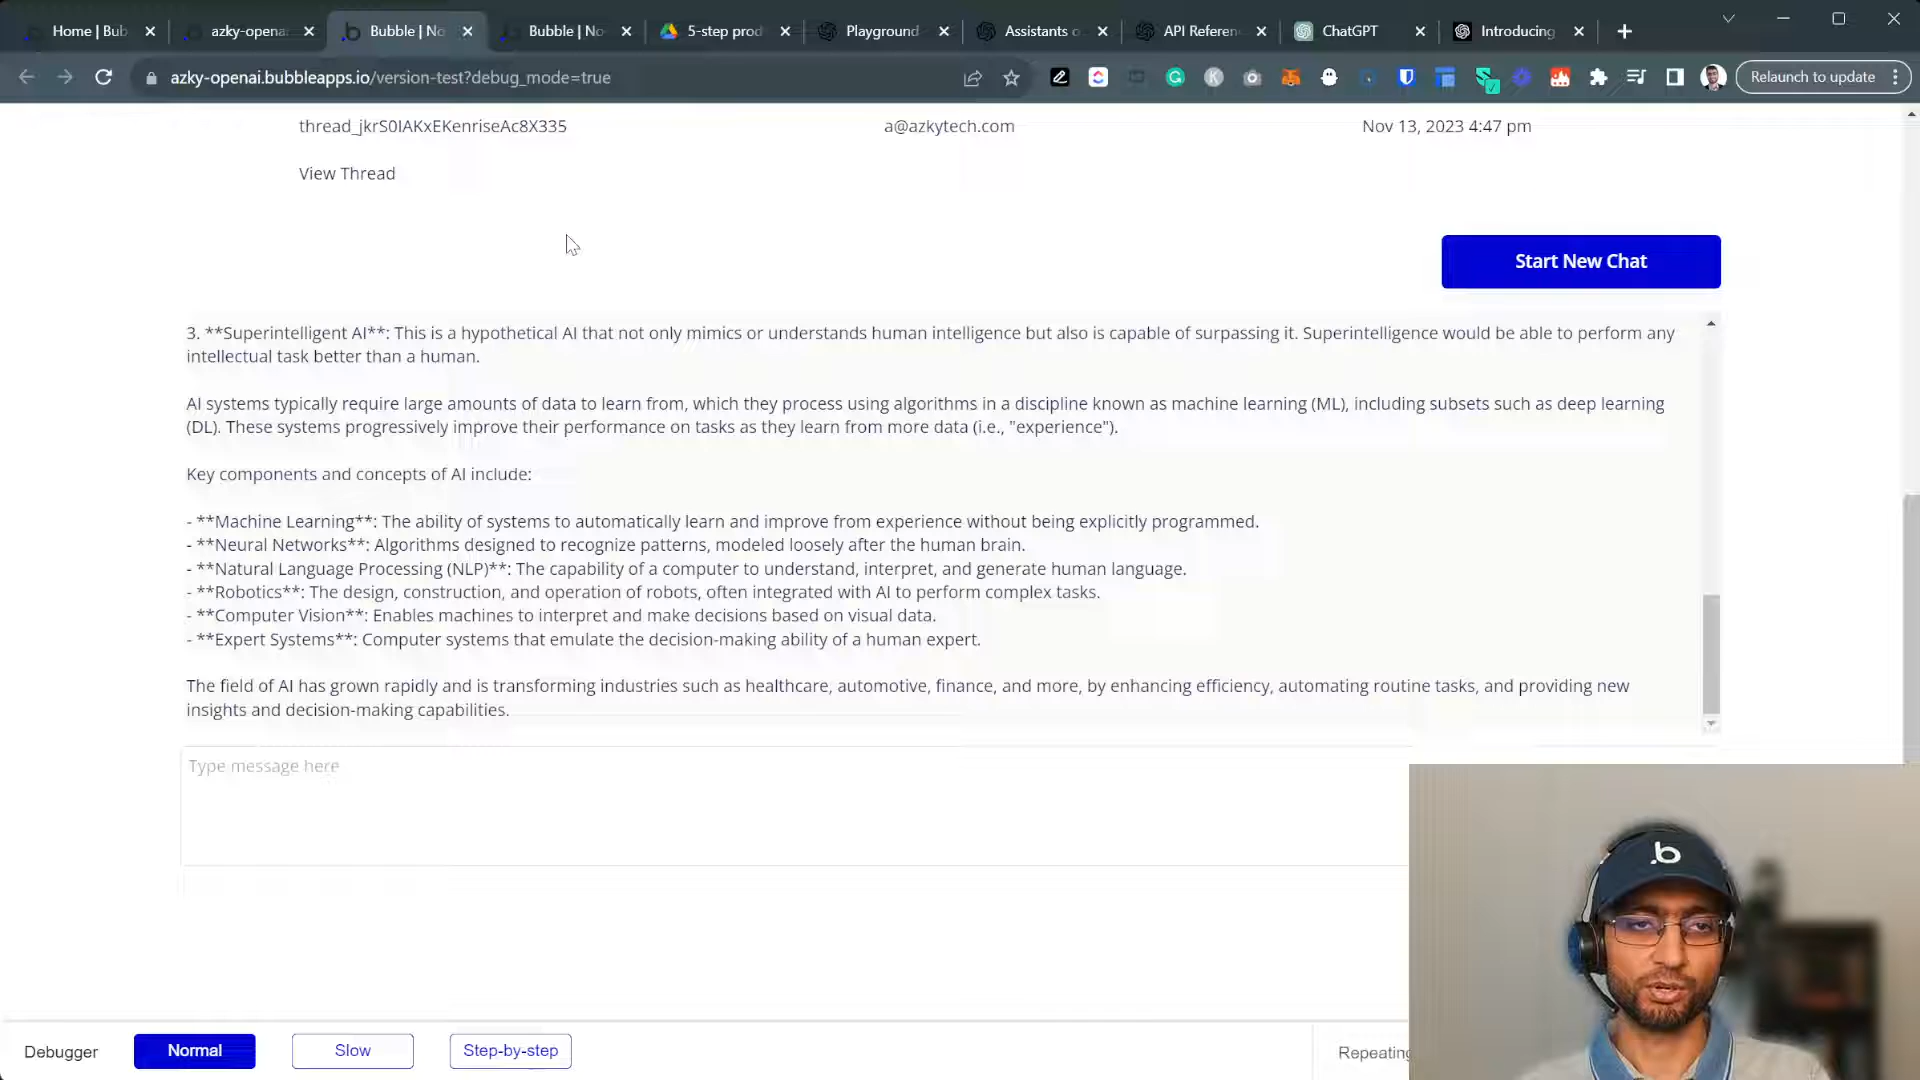 Home | Bub
azky-opena
Bubble | No
Bubble | No
5-step prod
Playground
Assistants o
API Referen
ChatGPT
Introducing
azky-openai.bubbleapps.io/version-test?debug_mode=true
Relaunch to update
thread_jkrS0IAKxEKenriseAc8X335
a@azkytech.com
Nov 13, 2023 4:47 pm
View Thread
Start New Chat
3. **Superintelligent AI**: This is a hypothetical AI that not only mimics or understands human intelligence but also is capable of surpassing it. Superintelligence would be able to perform any
intellectual task better than a human.
AI systems typically require large amounts of data to learn from, which they process using algorithms in a discipline known as machine learning (ML), including subsets such as deep learning
(DL). These systems progressively improve their performance on tasks as they learn from more data (i.e., "experience").
Key components and concepts of AI include:
- **Machine Learning**: The ability of systems to automatically learn and improve from experience without being explicitly programmed.
- **Neural Networks**: Algorithms designed to recognize patterns, modeled loosely after the human brain.
- **Natural Language Processing (NLP)**: The capability of a computer to understand, interpret, and generate human language.
- **Robotics**: The design, construction, and operation of robots, often integrated with AI to perform complex tasks.
- **Computer Vision**: Enables machines to interpret and make decisions based on visual data.
- **Expert Systems**: Computer systems that emulate the decision-making ability of a human expert.
The field of AI has grown rapidly and is transforming industries such as healthcare, automotive, finance, and more, by enhancing efficiency, automating routine tasks, and providing new
insights and decision-making capabilities.
Type message here
.b
Debugger
Normal
Slow
Step-by-step
Repeating